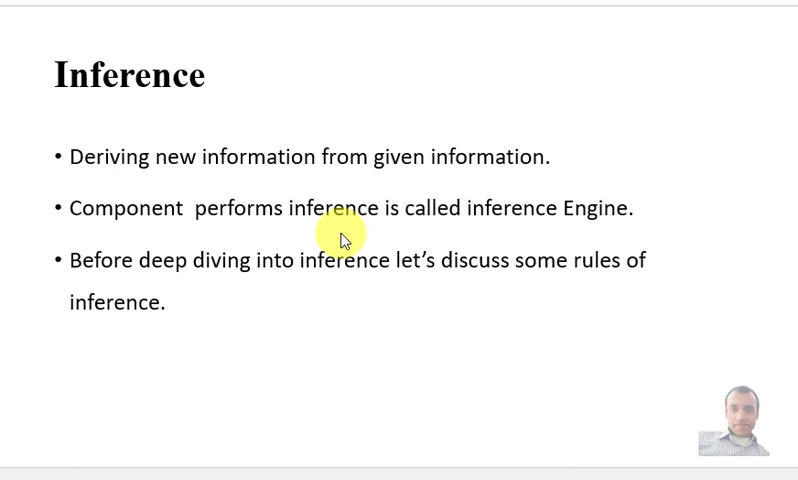 Inference
• Deriving new information from given information.
• Component  performs inference is called inference Engine.
• Before deep diving into inference let’s discuss some rules of
inference.